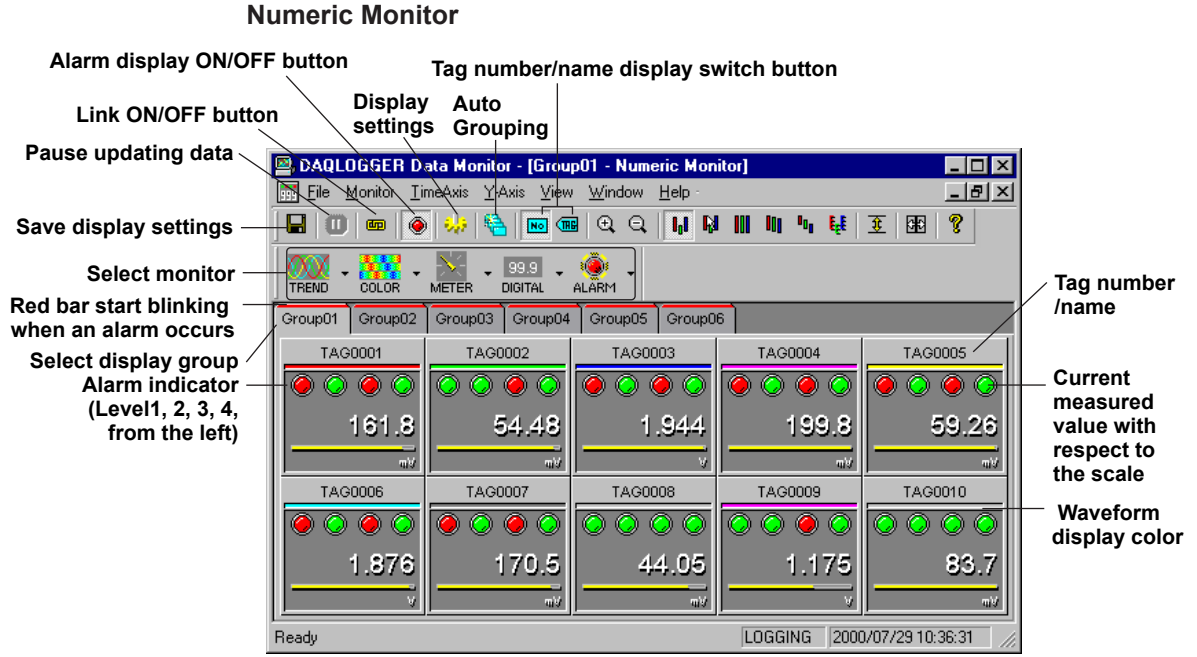 Numeric Monitor
Alarm display ON/OFF button
Tag number/name display switch button
Link ON/OFF button
Display
settings
Auto
Grouping
Pause updating data
DAQLOGGER Data Monitor - [Group01 - Numeric Monitor]
File Monitor TimeAxis Y-Axis View Window Help
Save display settings
NO TAG
Select monitor
99.9
TREND COLOR METER DIGITAL ALARM
Red bar start blinking
when an alarm occurs
Group01 Group02 Group03 Group04 Group05 Group06
Tag number
/name
Select display group
TAG0001 TAG0002 TAG0003 TAG0004 TAG0005
Alarm indicator
(Level1, 2, 3, 4,
from the left)
161.8 54.48 1.944 199.8 59.26
mV mV V mV mV
Current
measured
value with
respect to
the scale
TAG0006 TAG0007 TAG0008 TAG0009 TAG0010
Waveform
display color
1.876 170.5 44.05 1.175 83.7
V mV mV V mV
Ready LOGGING 2000/07/29 10:36:31